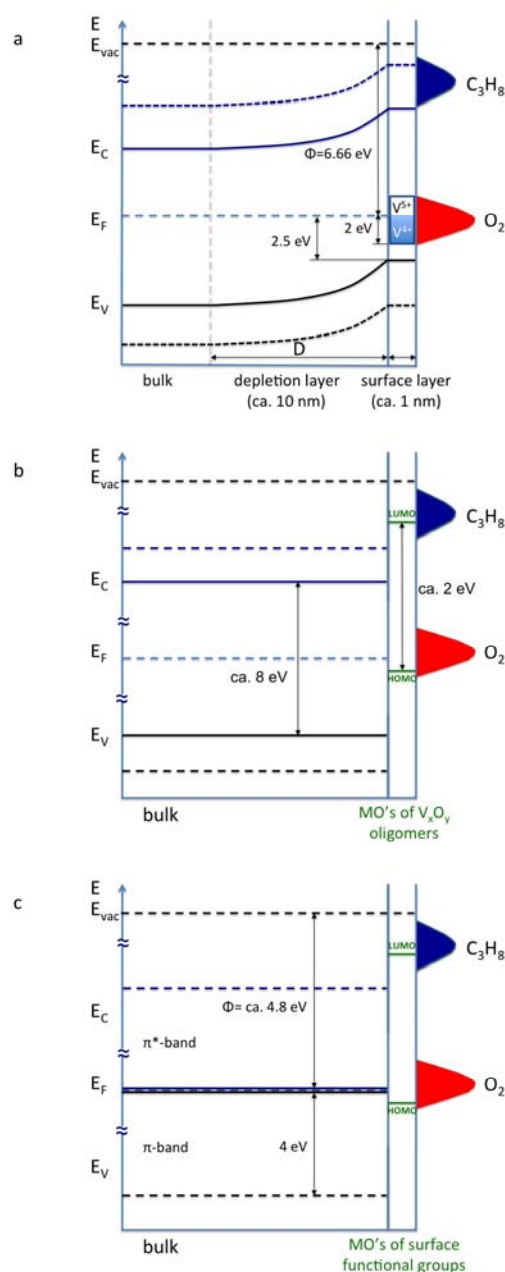 a
E
Evac
C3H8
EC
Φ=6.66 eV
V5+
EF
2 eV
V4+
O2
2.5 eV
EV
D
bulk
depletion layer
(ca. 10 nm)
surface layer
(ca. 1 nm)
b
E
Evac
LUMO
C3H8
EC
ca. 2 eV
EF
O2
HOMO
ca. 8 eV
EV
bulk
MO's of VxOy
oligomers
c
E
Evac
LUMO
C3H8
Φ= ca. 4.8 eV
EC
π*-band
EF
O2
HOMO
π-band
4 eV
EV
bulk
MO's of surface
functional groups